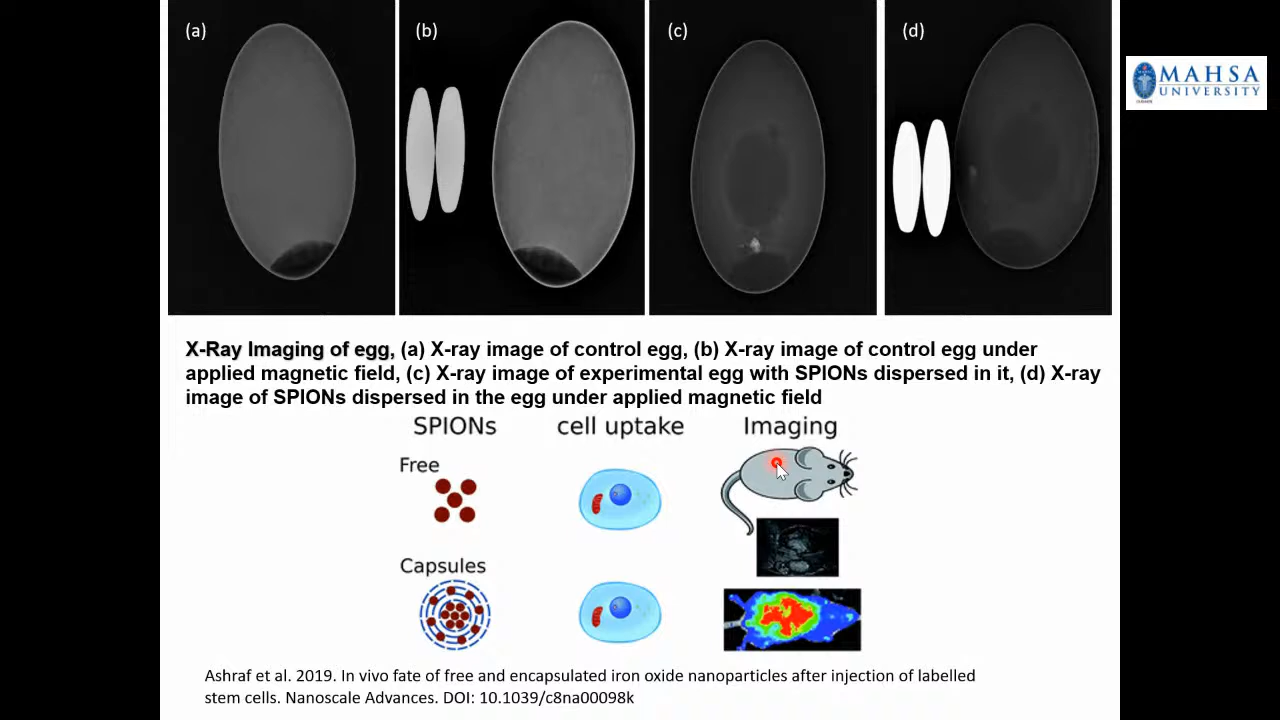 (a)
(b)
(c)
(d)
MAHSA
UNIVERSITY
X-Ray Imaging of egg, (a) X-ray image of control egg, (b) X-ray image of control egg under
applied magnetic field, (c) X-ray image of experimental egg with SPIONs dispersed in it, (d) X-ray
image of SPIONs dispersed in the egg under applied magnetic field
SPIONs
cell uptake
Imaging
Free
Capsules
Ashraf et al. 2019. In vivo fate of free and encapsulated iron oxide nanoparticles after injection of labelled
stem cells. Nanoscale Advances. DOI: 10.1039/c8na00098k